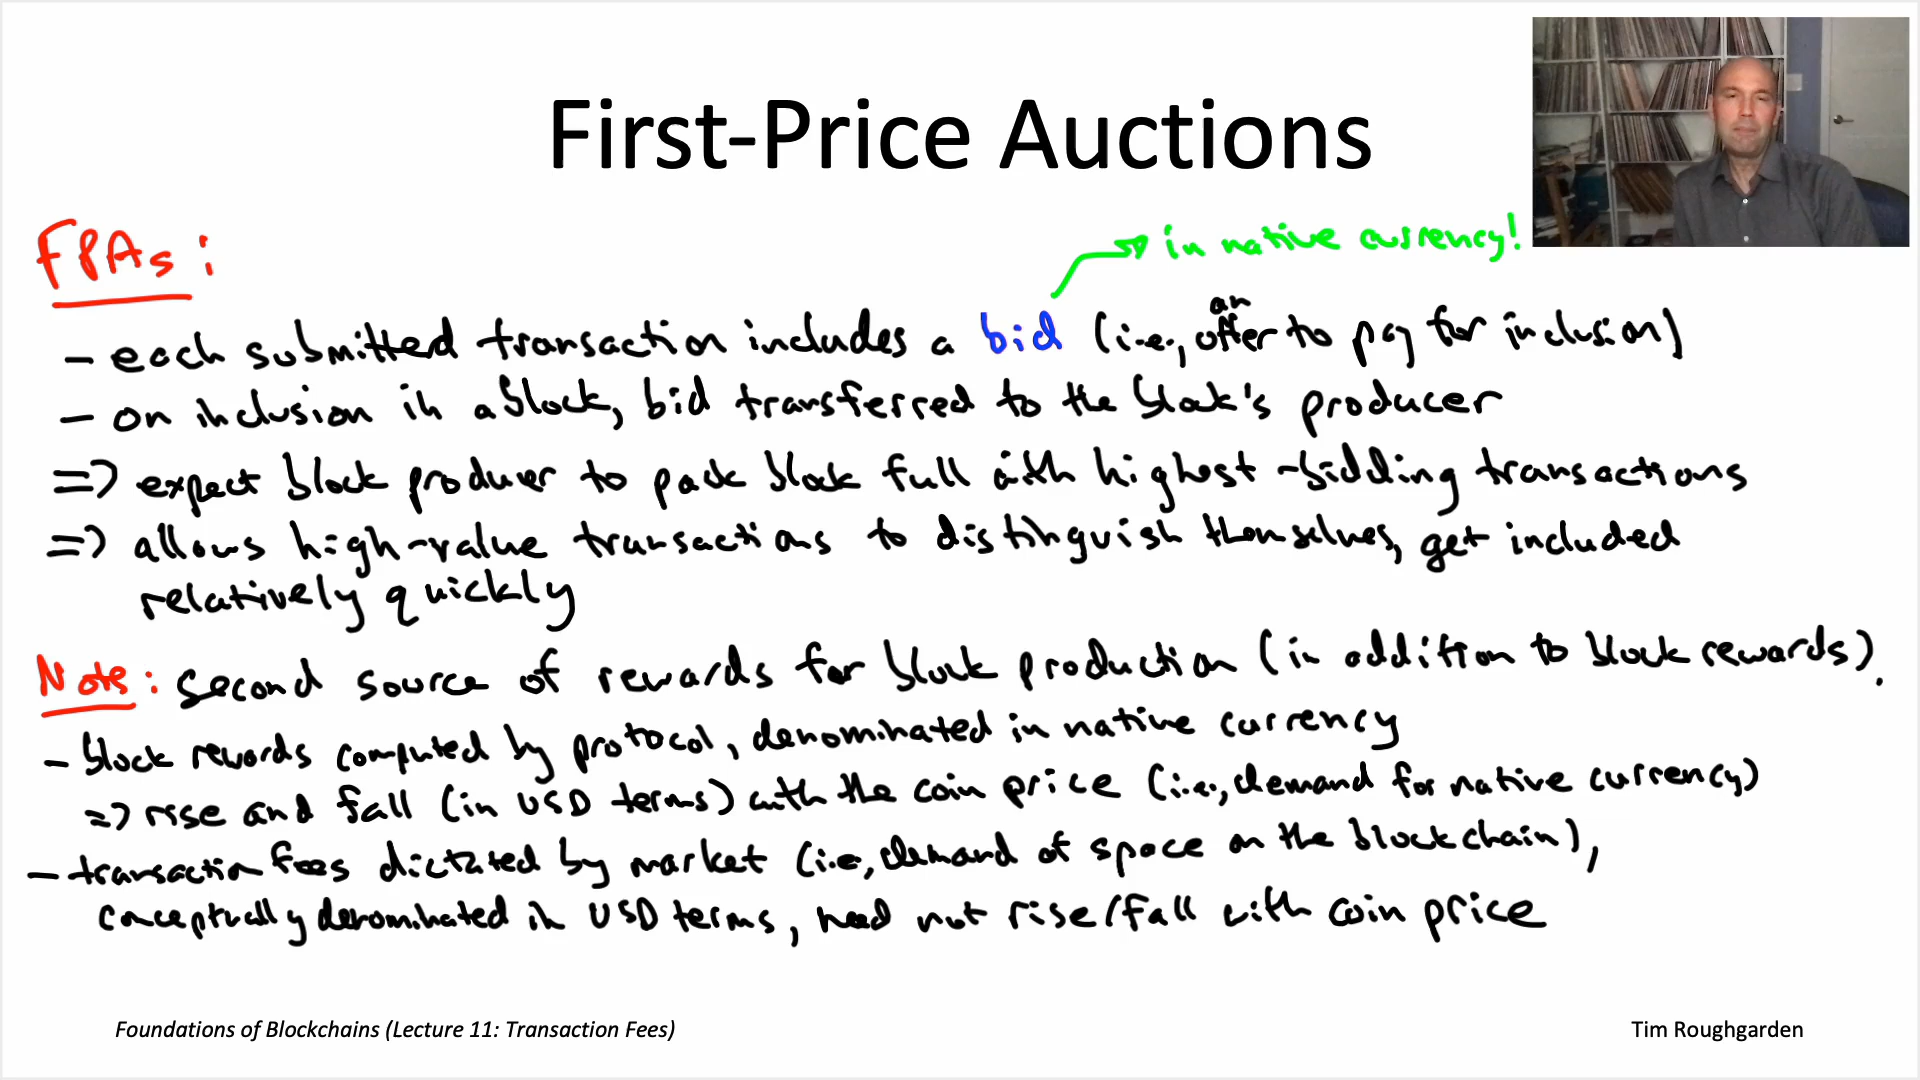 First-Price Auctions
FPAs:
→ in native currency!
- each submitted transaction includes a bid (i.e., an offer to pay for inclusion)
- on inclusion in a block, bid transferred to the block's producer
=> expect block producer to pack block full with highest-bidding transactions
=> allows high-value transactions to distinguish themselves, get included
relatively quickly
Note: second source of rewards for block production (in addition to block rewards).
- block rewards computed by protocol, denominated in native currency
=> rise and fall (in USD terms) with the coin price (i.e., demand for native currency)
- transaction fees dictated by market (i.e., demand of space on the blockchain),
conceptually denominated in USD terms, need not rise/fall with coin price
Foundations of Blockchains (Lecture 11: Transaction Fees)
Tim Roughgarden